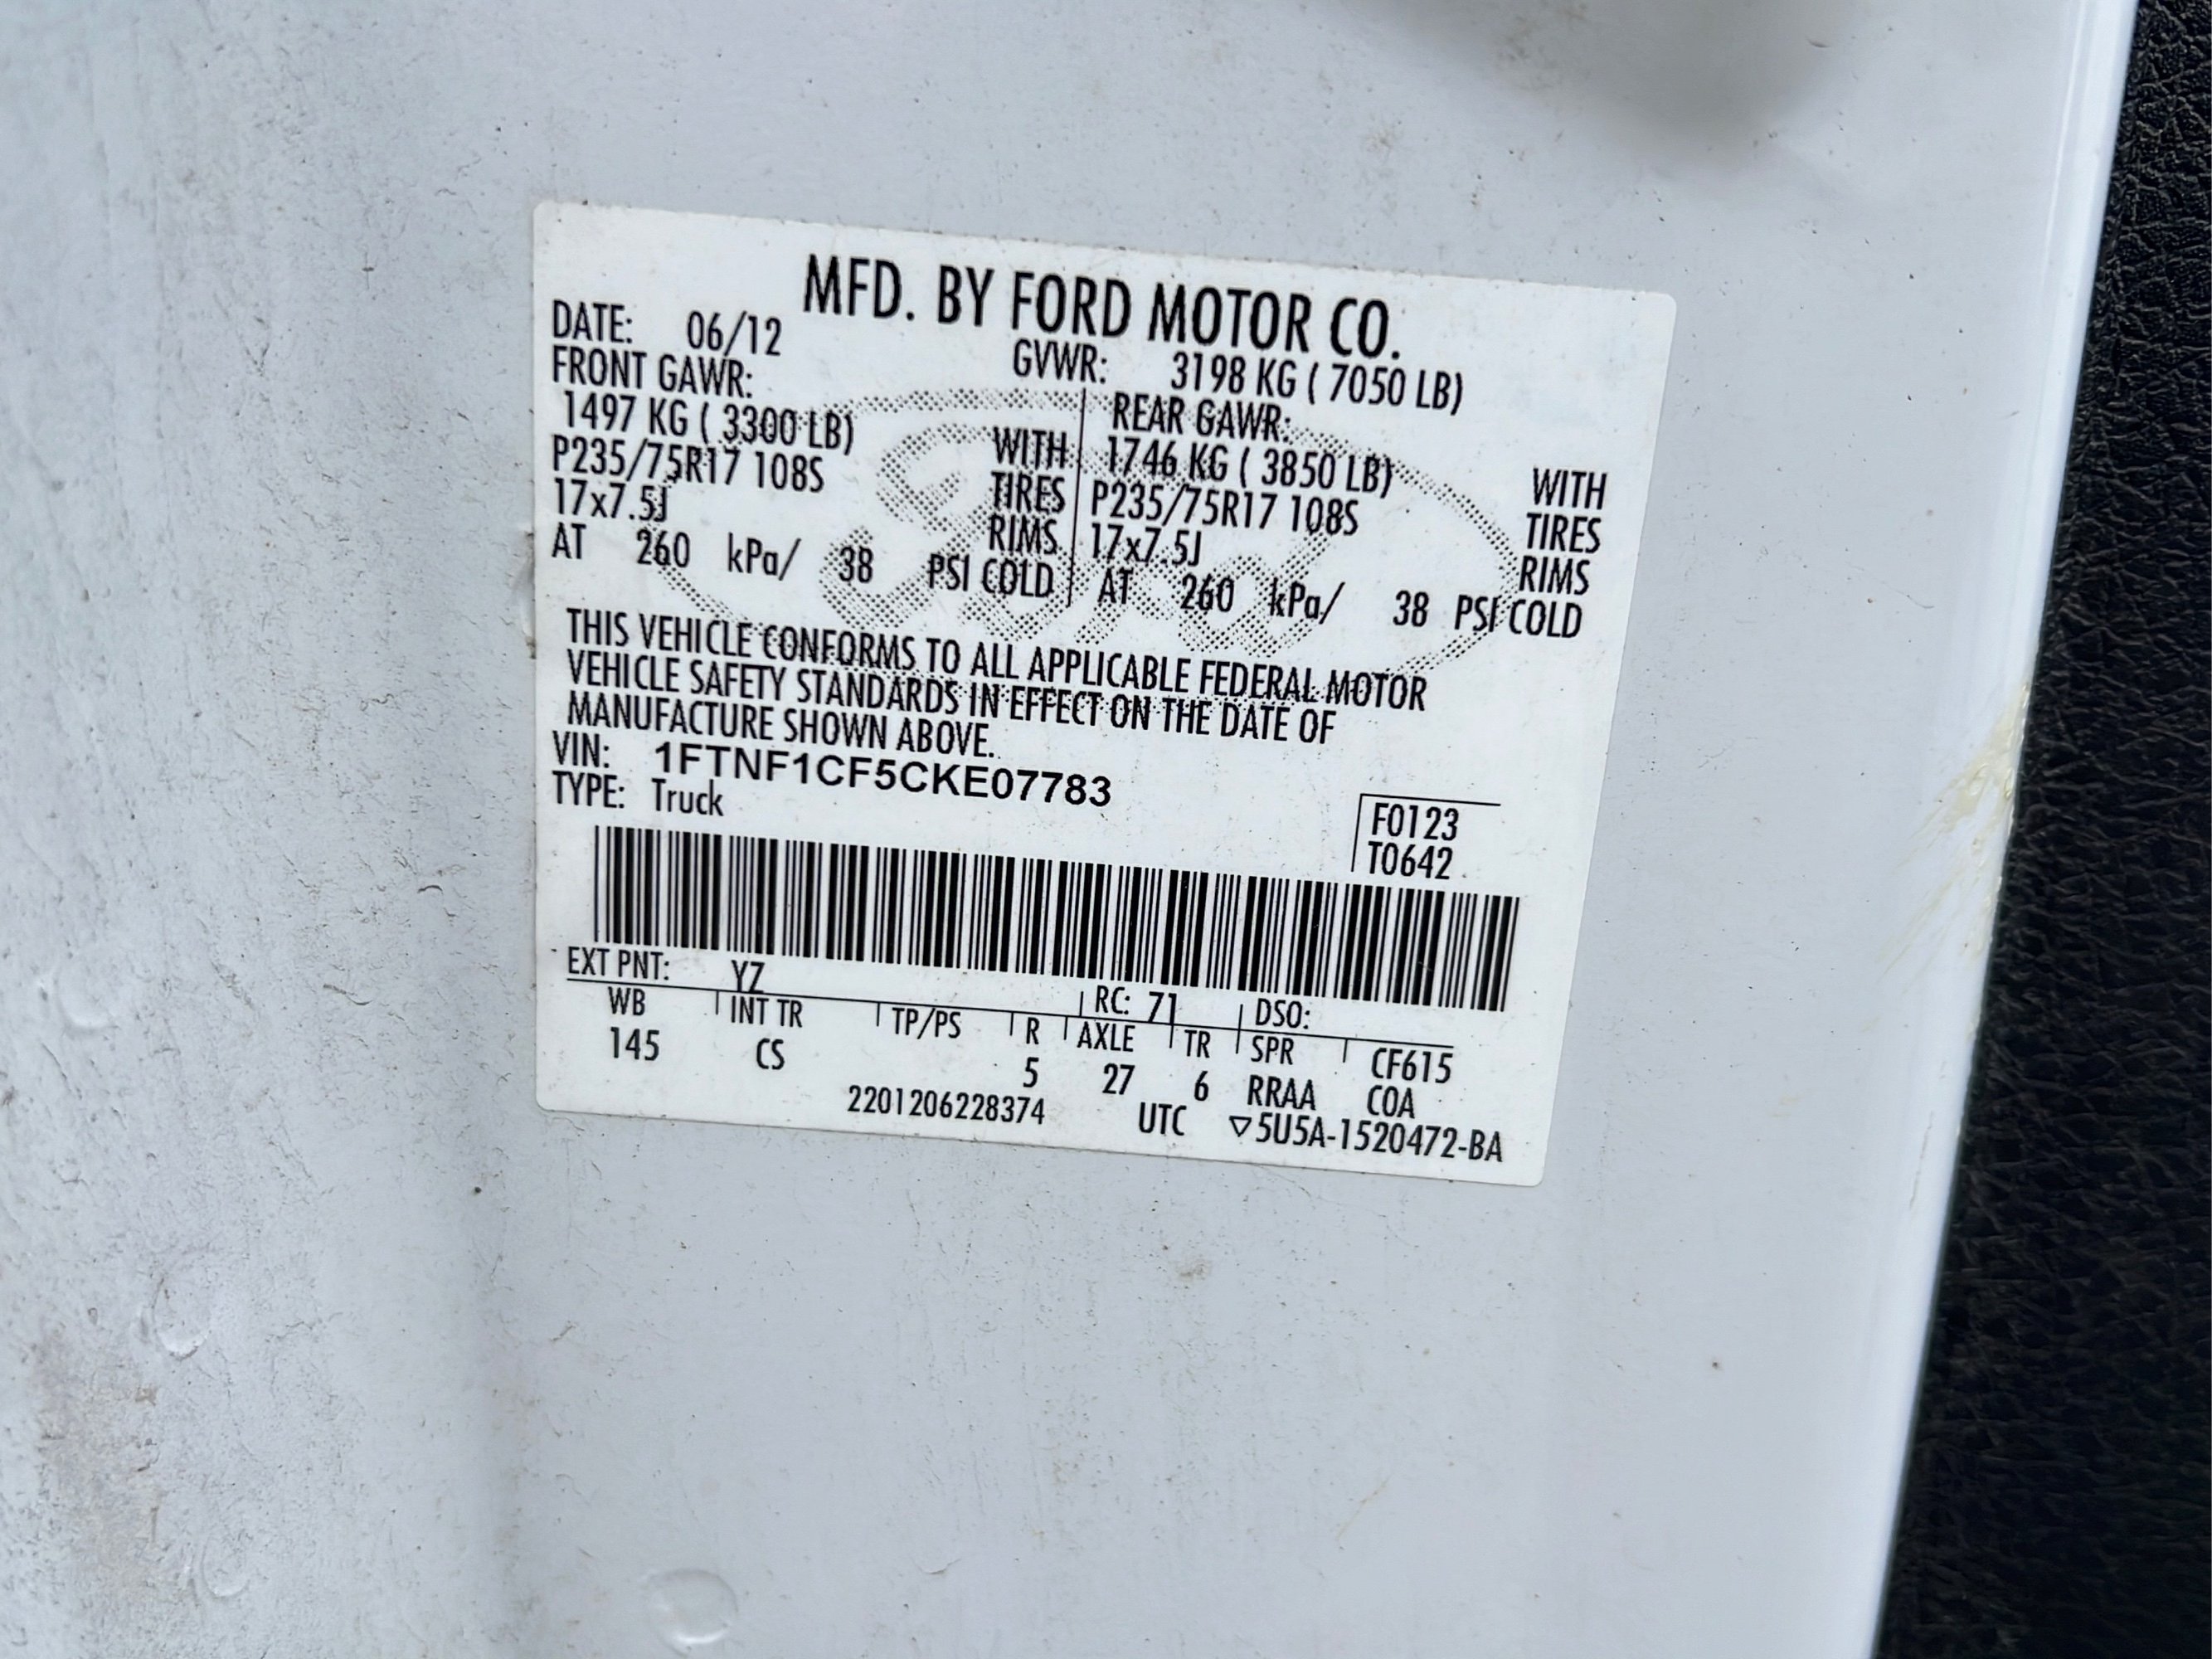 MFD. BY FORD MOTOR CO.
DATE: 06/12 GVWR: 3198 KG ( 7050 LB)
FRONT GAWR: REAR GAWR:
1497 KG ( 3300 LB) WITH 1746 KG ( 3850 LB) WITH
P235/75R17 108S TIRES P235/75R17 108S TIRES
17x7.5J RIMS 17x7.5J RIMS
AT 260 kPa/ 38 PSI COLD AT 260 kPa/ 38 PSI COLD
THIS VEHICLE CONFORMS TO ALL APPLICABLE FEDERAL MOTOR
VEHICLE SAFETY STANDARDS IN EFFECT ON THE DATE OF
MANUFACTURE SHOWN ABOVE.
VIN: 1FTNF1CF5CKE07783
TYPE: Truck
F0123
T0642
EXT PNT: YZ RC: 71 DSO:
WB INT TR TP/PS R AXLE TR SPR CF615
145 CS 5 27 6 RRAA COA
2201206228374 UTC ▽5U5A-1520472-BA